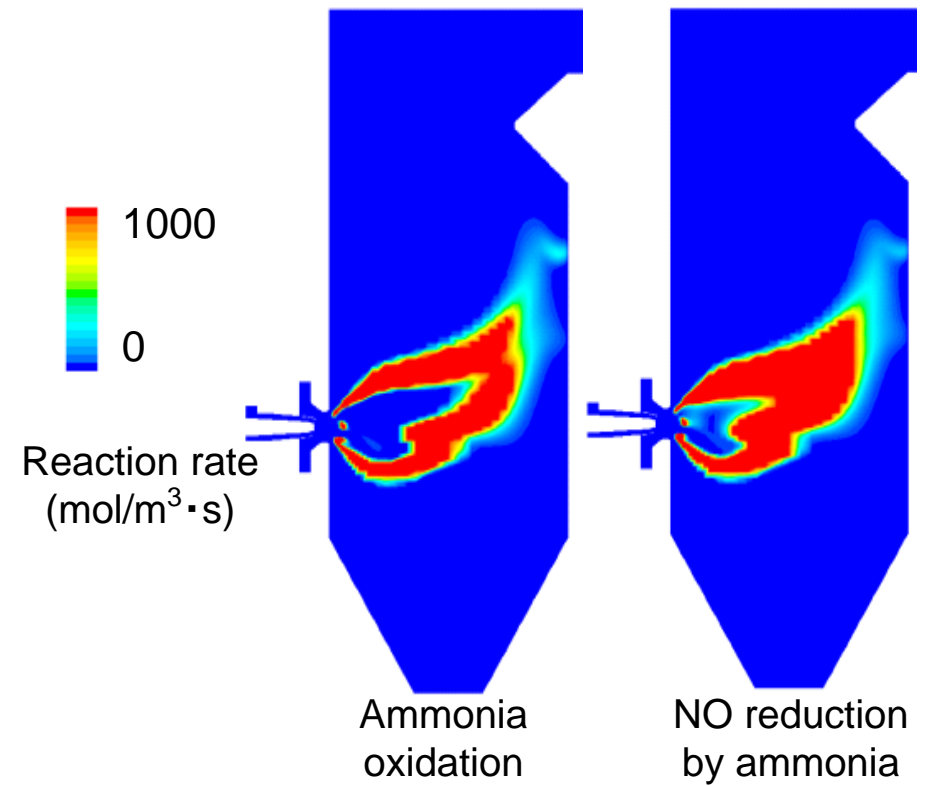 1000
0
Reaction rate
(mol/m³·s)
Ammonia
oxidation
NO reduction
by ammonia